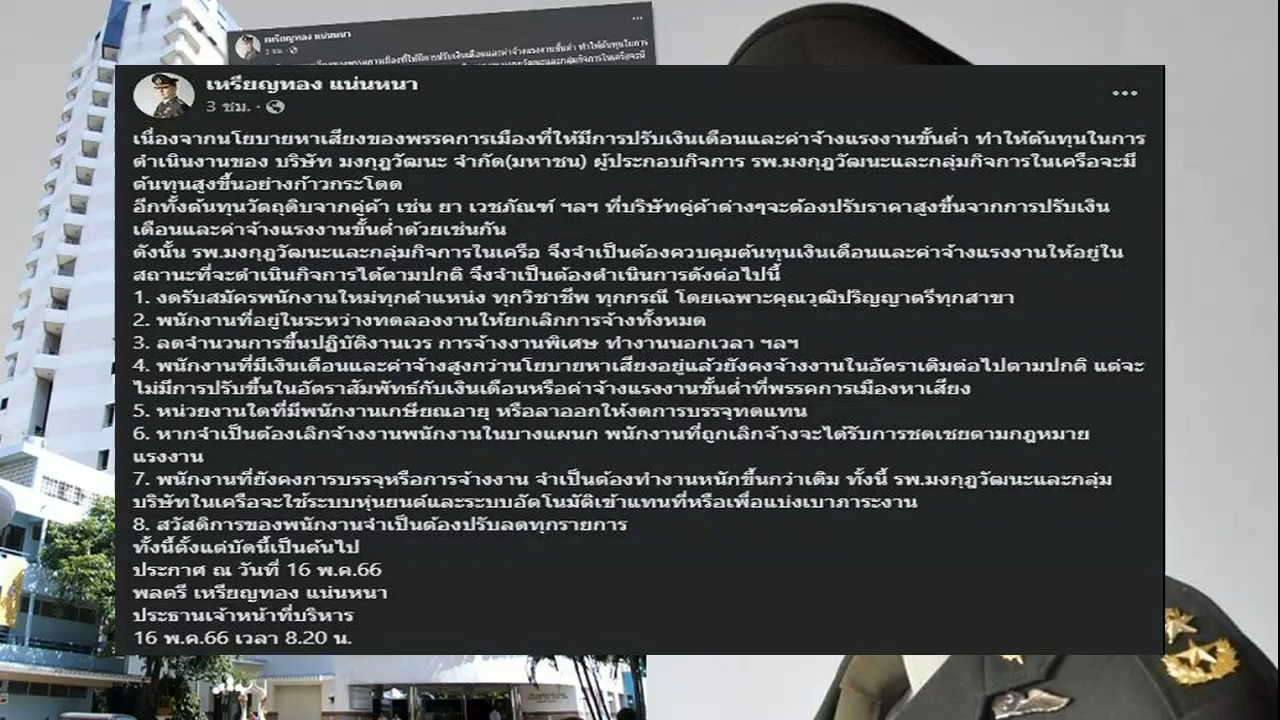 เหรียญทอง แน่นหนา
3 ชม.
เหรียญทอง แน่นหนา
3 ชม. ·
เนื่องจากนโยบายหาเสียงของพรรคการเมืองที่ให้มีการปรับเงินเดือนและค่าจ้างแรงงานขั้นต่ำ ทำให้ต้นทุนในการ
ดำเนินงานของ บริษัท มงกุฎวัฒนะ จำกัด(มหาชน) ผู้ประกอบกิจการ รพ.มงกุฎวัฒนะและกลุ่มกิจการในเครือจะมี
ต้นทุนสูงขึ้นอย่างก้าวกระโดด
อีกทั้งต้นทุนวัตถุดิบจากคู่ค้า เช่น ยา เวชภัณฑ์ ฯลฯ ที่บริษัทคู่ค้าต่างๆจะต้องปรับราคาสูงขึ้นจากการปรับเงิน
เดือนและค่าจ้างแรงงานขั้นต่ำด้วยเช่นกัน
ดังนั้น รพ.มงกุฎวัฒนะและกลุ่มกิจการในเครือ จึงจำเป็นต้องควบคุมต้นทุนเงินเดือนและค่าจ้างแรงงานให้อยู่ใน
สถานะที่จะดำเนินกิจการได้ตามปกติ จึงจำเป็นต้องดำเนินการดังต่อไปนี้
1. งดรับสมัครพนักงานใหม่ทุกตำแหน่ง ทุกวิชาชีพ ทุกกรณี โดยเฉพาะคุณวุฒิปริญญาตรีทุกสาขา
2. พนักงานที่อยู่ในระหว่างทดลองงานให้ยกเลิกการจ้างทั้งหมด
3. ลดจำนวนการขึ้นปฏิบัติงานเวร การจ้างงานพิเศษ ทำงานนอกเวลา ฯลฯ
4. พนักงานที่มีเงินเดือนและค่าจ้างสูงกว่านโยบายหาเสียงอยู่แล้วยังคงจ้างงานในอัตราเดิมต่อไปตามปกติ แต่จะ
ไม่มีการปรับขึ้นในอัตราสัมพัทธ์กับเงินเดือนหรือค่าจ้างแรงงานขั้นต่ำที่พรรคการเมืองหาเสียง
5. หน่วยงานใดที่มีพนักงานเกษียณอายุ หรือลาออกให้งดการบรรจุทดแทน
6. หากจำเป็นต้องเลิกจ้างงานพนักงานในบางแผนก พนักงานที่ถูกเลิกจ้างจะได้รับการชดเชยตามกฎหมาย
แรงงาน
7. พนักงานที่ยังคงการบรรจุหรือการจ้างงาน จำเป็นต้องทำงานหนักขึ้นกว่าเดิม ทั้งนี้ รพ.มงกุฎวัฒนะและกลุ่ม
บริษัทในเครือจะใช้ระบบหุ่นยนต์และระบบอัตโนมัติเข้าแทนที่หรือเพื่อแบ่งเบาภาระงาน
8. สวัสดิการของพนักงานจำเป็นต้องปรับลดทุกรายการ
ทั้งนี้ตั้งแต่บัดนี้เป็นต้นไป
ประกาศ ณ วันที่ 16 พ.ค.66
พลตรี เหรียญทอง แน่นหนา
ประธานเจ้าหน้าที่บริหาร
16 พ.ค.66 เวลา 8.20 น.